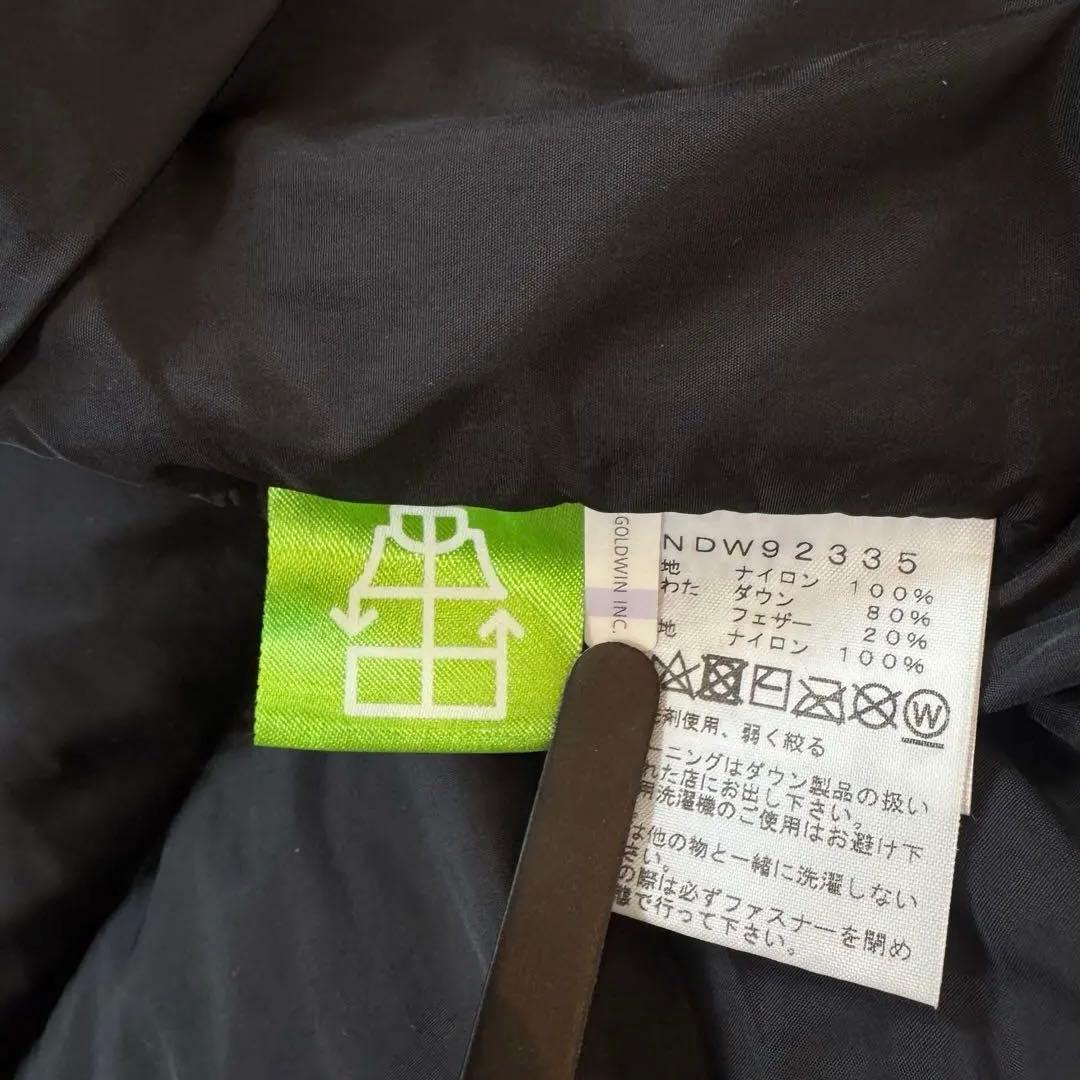 GOLDWIN INC.
NDW92335
地 ナイロン 100%
わた ダウン 80%
フェザー 20%
地 ナイロン 100%
W
剤使用、弱く絞る
ーニングはダウン製品の扱い
れた店にお出し下さい。
用洗濯機のご使用はお避け下
は他の物と一緒に洗濯しない
さい。
の際は必ずファスナーを閉め
態で行って下さい。